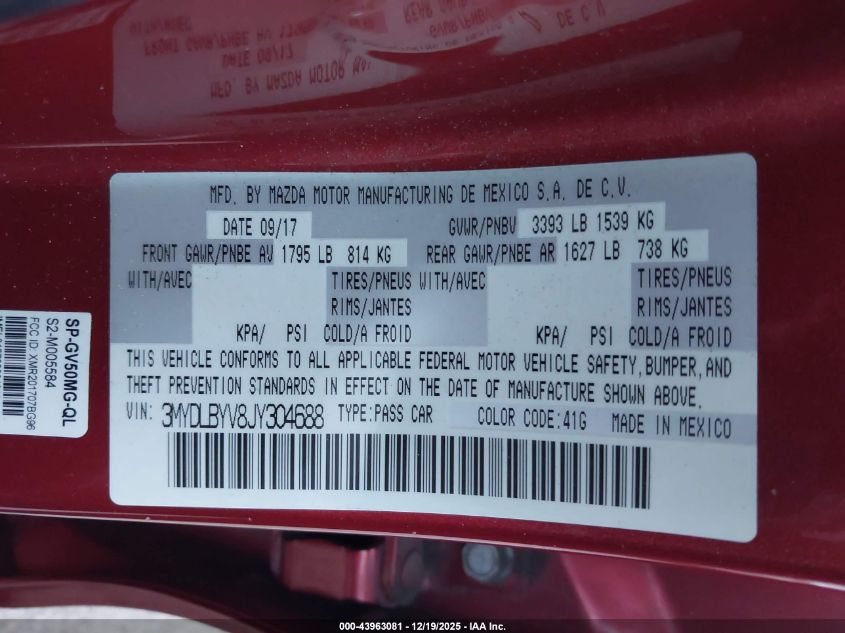 MFD. BY MAZDA MOTOR MANUFACTURING DE MEXICO S.A. DE C.V.
DATE 09/17 GVWR/PNBV 3393 LB 1539 KG
FRONT GAWR/PNBE AV 1795 LB 814 KG REAR GAWR/PNBE AR 1627 LB 738 KG
WITH/AVEC TIRES/PNEUS WITH/AVEC TIRES/PNEUS
RIMS/JANTES RIMS/JANTES
KPA/ PSI COLD/A FROID KPA/ PSI COLD/A FROID
THIS VEHICLE CONFORMS TO ALL APPLICABLE FEDERAL MOTOR VEHICLE SAFETY, BUMPER, AND
THEFT PREVENTION STANDARDS IN EFFECT ON THE DATE OF MANUFACTURE SHOWN ABOVE.
VIN: 3MYDLBYV8JY304688 TYPE:PASS CAR COLOR CODE:41G MADE IN MEXICO
SP-GV50MG-QL
S2-M005584
FCC ID: XMR201707BG96
000-43963081 - 12/19/2025 - IAA Inc.